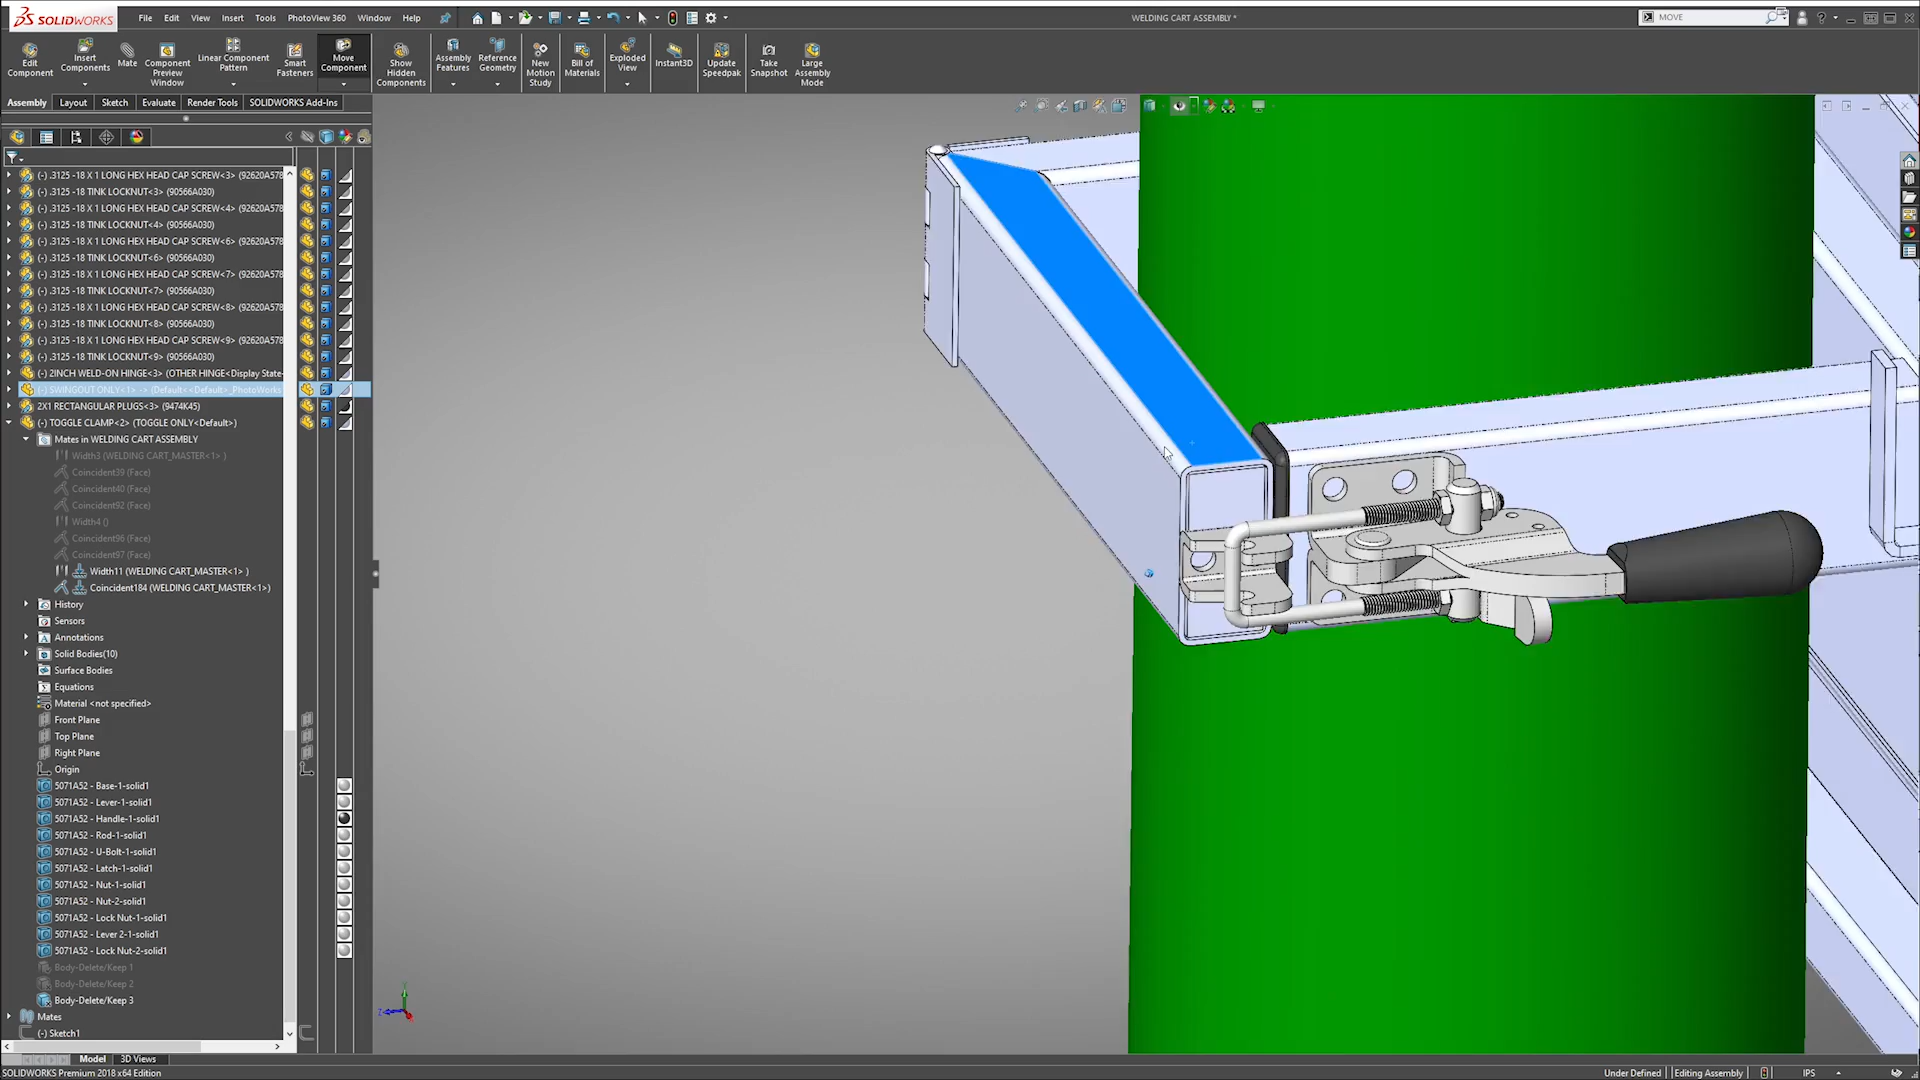 SOLIDWORKS
File Edit View Insert Tools PhotoView 360 Window Help
WELDING CART ASSEMBLY *
MOVE
Edit Component
Insert Components
Mate
Component Preview Window
Linear Component Pattern
Smart Fasteners
Move Component
Show Hidden Components
Assembly Features
Reference Geometry
New Motion Study
Bill of Materials
Exploded View
Instant3D
Update Speedpak
Take Snapshot
Large Assembly Mode
Assembly Layout Sketch Evaluate Render Tools SOLIDWORKS Add-Ins
(-) .3125 -18 X 1 LONG HEX HEAD CAP SCREW<3> (92620A578
(-) .3125 -18 TINK LOCKNUT<3> (90566A030)
(-) .3125 -18 X 1 LONG HEX HEAD CAP SCREW<4> (92620A578
(-) .3125 -18 TINK LOCKNUT<4> (90566A030)
(-) .3125 -18 X 1 LONG HEX HEAD CAP SCREW<6> (92620A578
(-) .3125 -18 TINK LOCKNUT<6> (90566A030)
(-) .3125 -18 X 1 LONG HEX HEAD CAP SCREW<7> (92620A578
(-) .3125 -18 TINK LOCKNUT<7> (90566A030)
(-) .3125 -18 X 1 LONG HEX HEAD CAP SCREW<8> (92620A578
(-) .3125 -18 TINK LOCKNUT<8> (90566A030)
(-) .3125 -18 X 1 LONG HEX HEAD CAP SCREW<9> (92620A578
(-) .3125 -18 TINK LOCKNUT<9> (90566A030)
(-) 2INCH WELD-ON HINGE<3> (OTHER HINGE<Display State-
(-) SWINGOUT ONLY<1> -> (Default<<Default>_PhotoWorks
2X1 RECTANGULAR PLUGS<3> (9474K45)
(-) TOGGLE CLAMP<2> (TOGGLE ONLY<Default>)
Mates in WELDING CART ASSEMBLY
Width3 (WELDING CART_MASTER<1> )
Coincident39 (Face)
Coincident40 (Face)
Coincident92 (Face)
Width4 ()
Coincident96 (Face)
Coincident97 (Face)
Width11 (WELDING CART_MASTER<1> )
Coincident184 (WELDING CART_MASTER<1>)
History
Sensors
Annotations
Solid Bodies(10)
Surface Bodies
Equations
Material <not specified>
Front Plane
Top Plane
Right Plane
Origin
5071A52 - Base-1-solid1
5071A52 - Lever-1-solid1
5071A52 - Handle-1-solid1
5071A52 - Rod-1-solid1
5071A52 - U-Bolt-1-solid1
5071A52 - Latch-1-solid1
5071A52 - Nut-1-solid1
5071A52 - Nut-2-solid1
5071A52 - Lock Nut-1-solid1
5071A52 - Lever 2-1-solid1
5071A52 - Lock Nut-2-solid1
Body-Delete/Keep 1
Body-Delete/Keep 2
Body-Delete/Keep 3
Mates
(-) Sketch1
Model 3D Views
SOLIDWORKS Premium 2018 x64 Edition
Under Defined Editing Assembly IPS